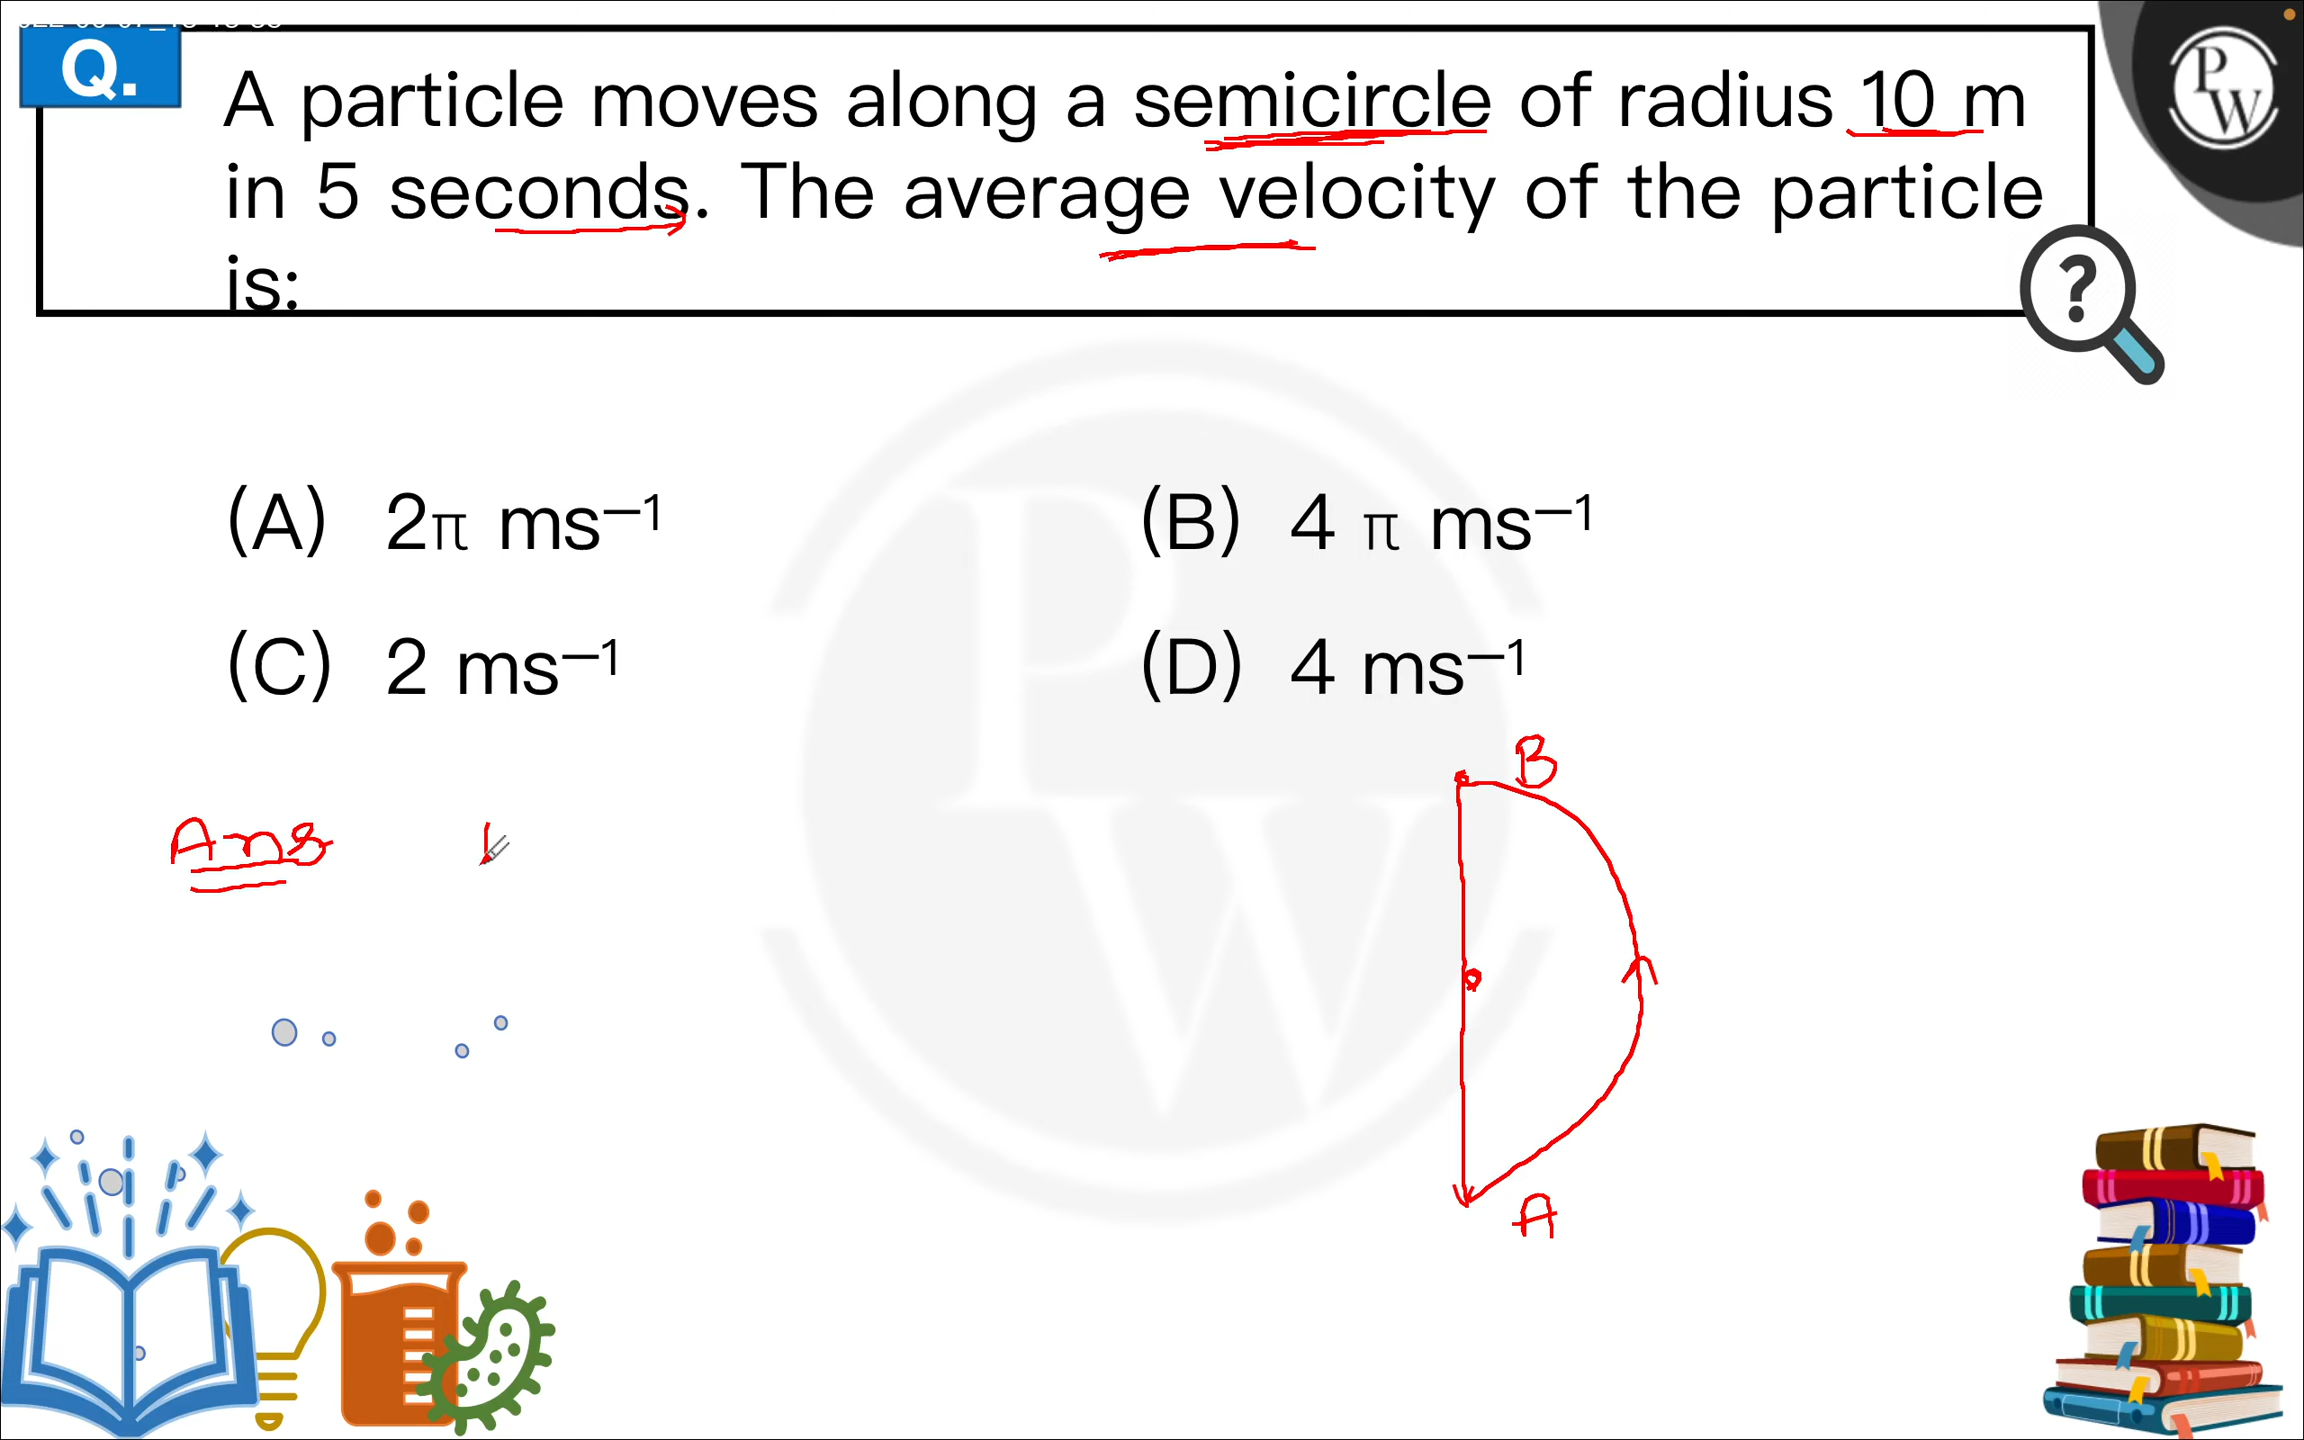 Q.
A particle moves along a semicircle of radius 10 m
in 5 seconds. The average velocity of the particle
is:
PW
?
(A) 2π ms⁻¹
(B) 4 π ms⁻¹
(C) 2 ms⁻¹
(D) 4 ms⁻¹
PW
B
Ans
A